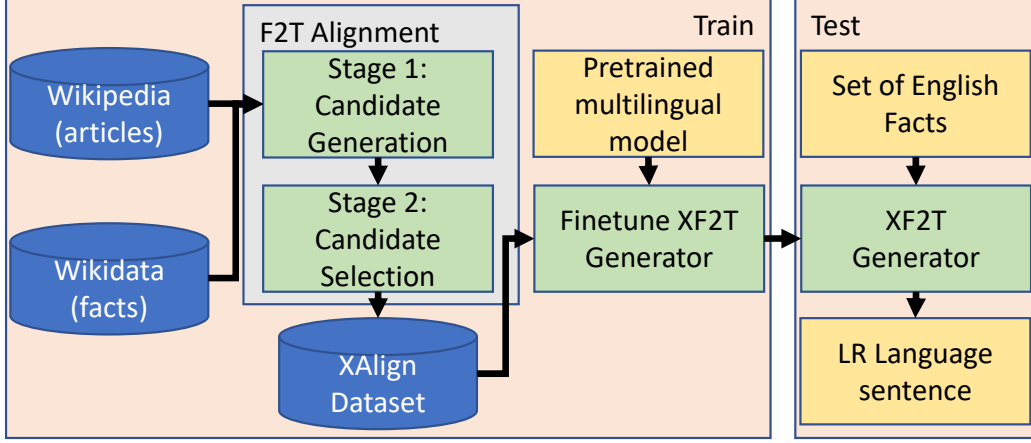 F2T Alignment
Train
Test
Wikipedia
(articles)
Stage 1:
Candidate
Generation
Pretrained
multilingual
model
Set of English
Facts
Wikidata
(facts)
Stage 2:
Candidate
Selection
Finetune XF2T
Generator
XF2T
Generator
XAlign
Dataset
LR Language
sentence